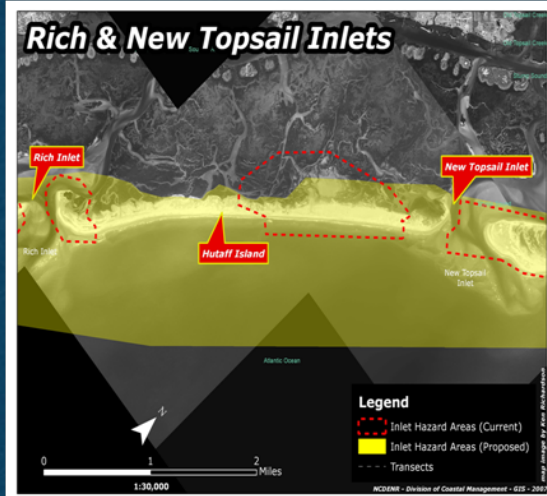 Rich & New Topsail Inlets
Rich Inlet
New Topsail Inlet
Rich Inlet
Hutaff Island
New Topsail
Inlet
Atlantic Ocean
N
Legend
Inlet Hazard Areas (Current)
Inlet Hazard Areas (Proposed)
Transects
0 1 2
Miles
1:30,000
NCDENR - Division of Coastal Management - GIS - 2007
map image by Ken Richardson